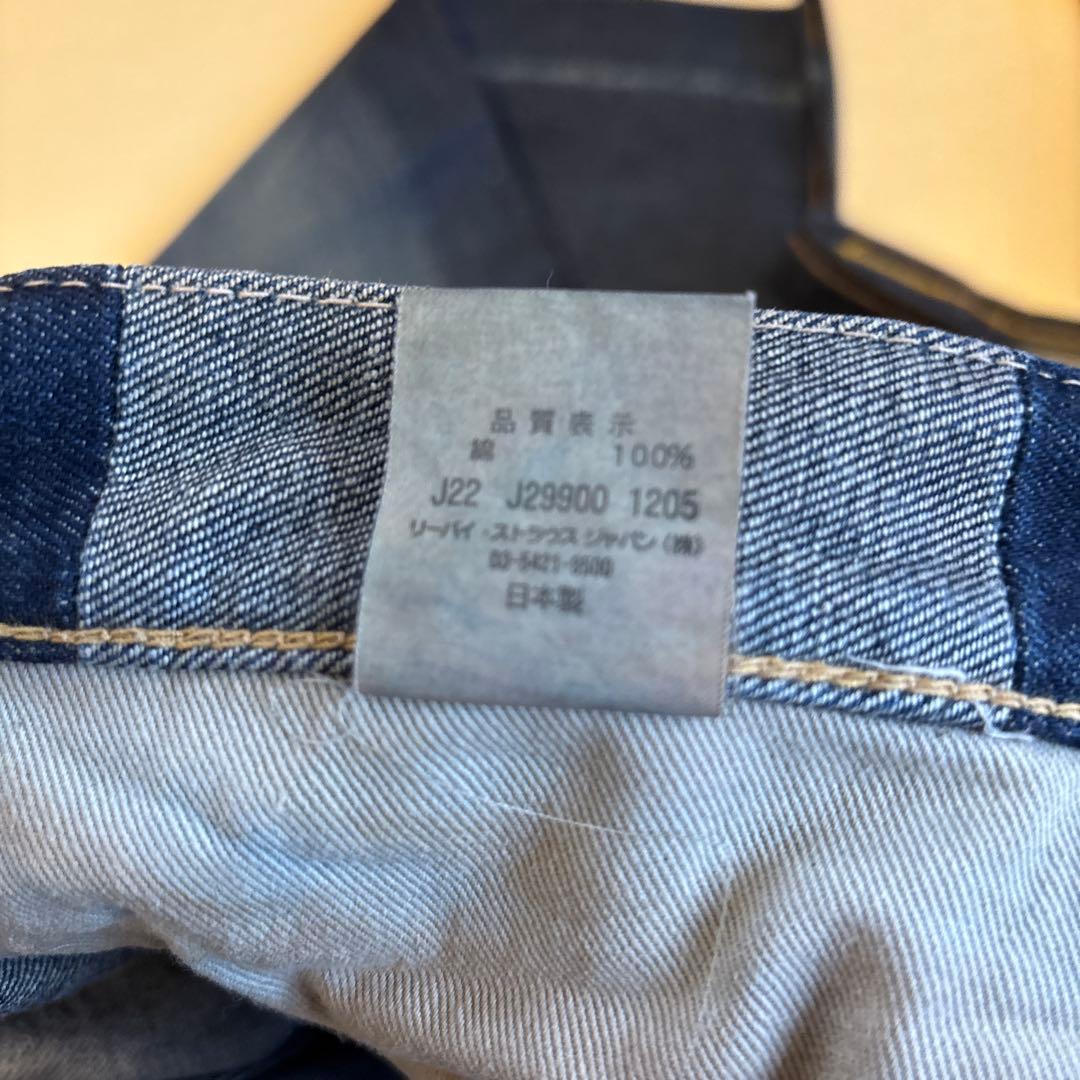 品質表示
綿 100%
J22 J29900 1205
リーバイ・ストラウス ジャパン(株)
03-5421-8500
日本製